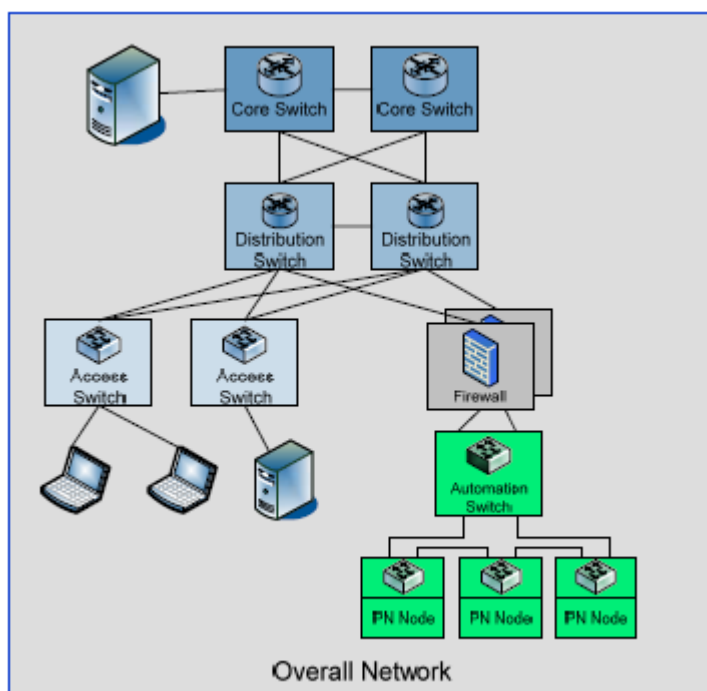 Core Switch
Core Switch
Distribution
Switch
Distribution
Switch
Access
Switch
Access
Switch
Firewall
Automation
Switch
PN Node
PN Node
PN Node
Overall Network